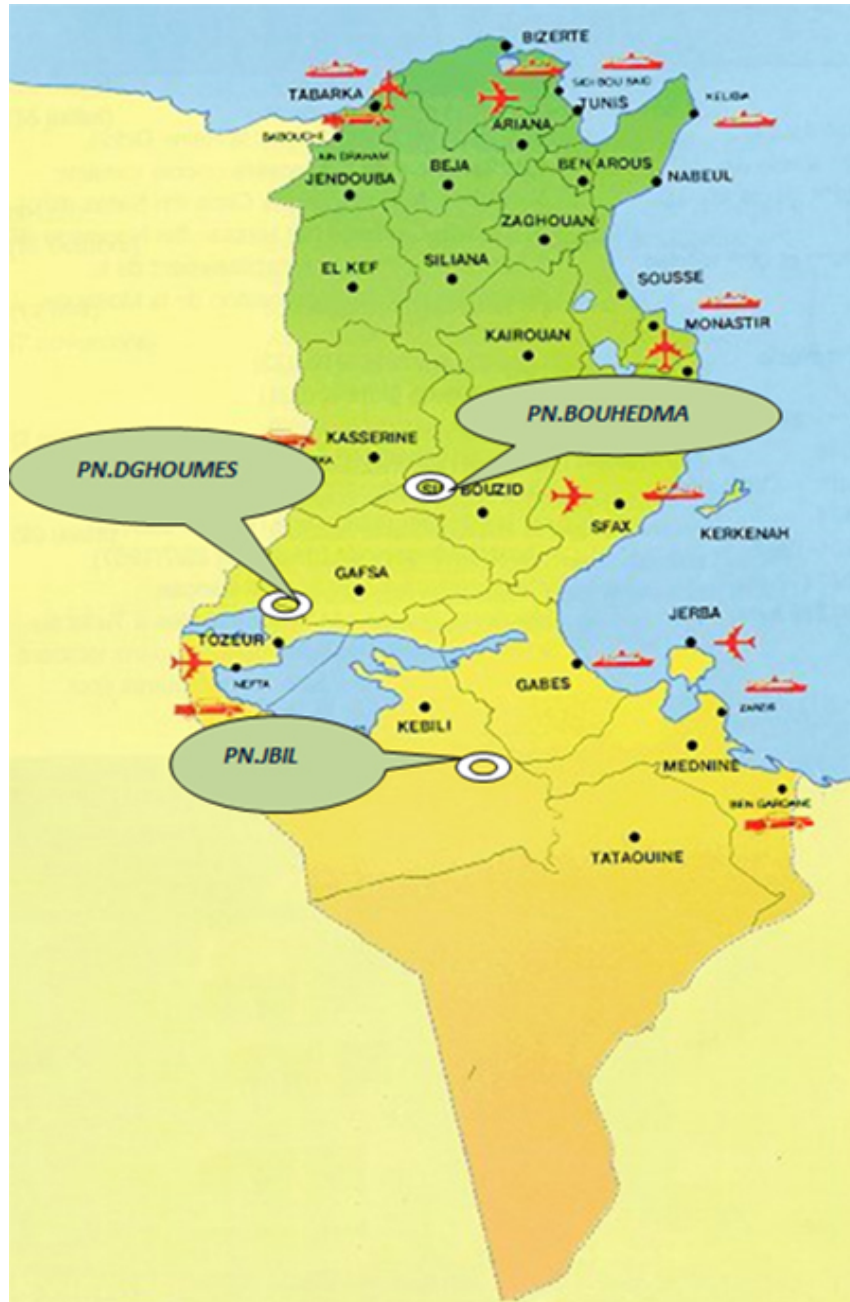 BIZERTE
SIDI BOU SAID
TUNIS
TABARKA
KELIBIA
ARIANA
BABOUCHE
AIN DRAHAM
BEJA
BEN AROUS
JENDOUBA
NABEUL
ZAGHOUAN
EL KEF
SILIANA
SOUSSE
MONASTIR
KAIROUAN
PN.BOUHEDMA
KASSERINE
PN.DGHOUMES
BOUZID
SFAX
KERKENAH
GAFSA
JERBA
TOZEUR
NEFTA
GABES
ZARZIS
KEBILI
PN.JBIL
MEDNINE
BEN GARDANE
TATAOUINE